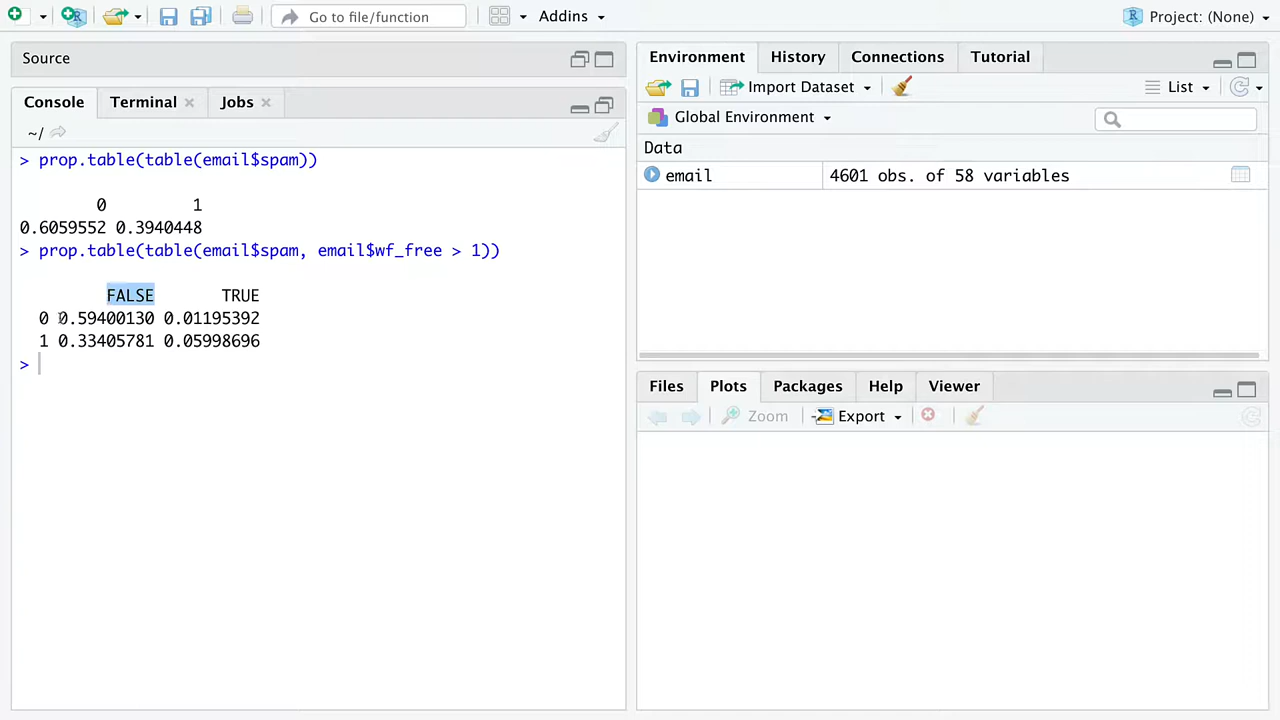 Go to file/function
Addins
Project: (None)
Source
Console
Terminal
Jobs
~/
> prop.table(table(email$spam))
0 1
0.6059552 0.3940448
> prop.table(table(email$spam, email$wf_free > 1))
FALSE TRUE
0 0.59400130 0.01195392
1 0.33405781 0.05998696
>
Environment
History
Connections
Tutorial
Import Dataset
List
Global Environment
Data
email
4601 obs. of 58 variables
Files
Plots
Packages
Help
Viewer
Zoom
Export